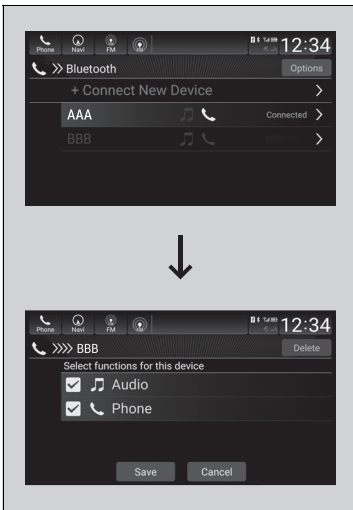 Phone Navi FM 12:34
Bluetooth Options
+ Connect New Device
AAA Connected
BBB
Phone Navi FM 12:34
BBB Delete
Select functions for this device
Audio
Phone
Save Cancel